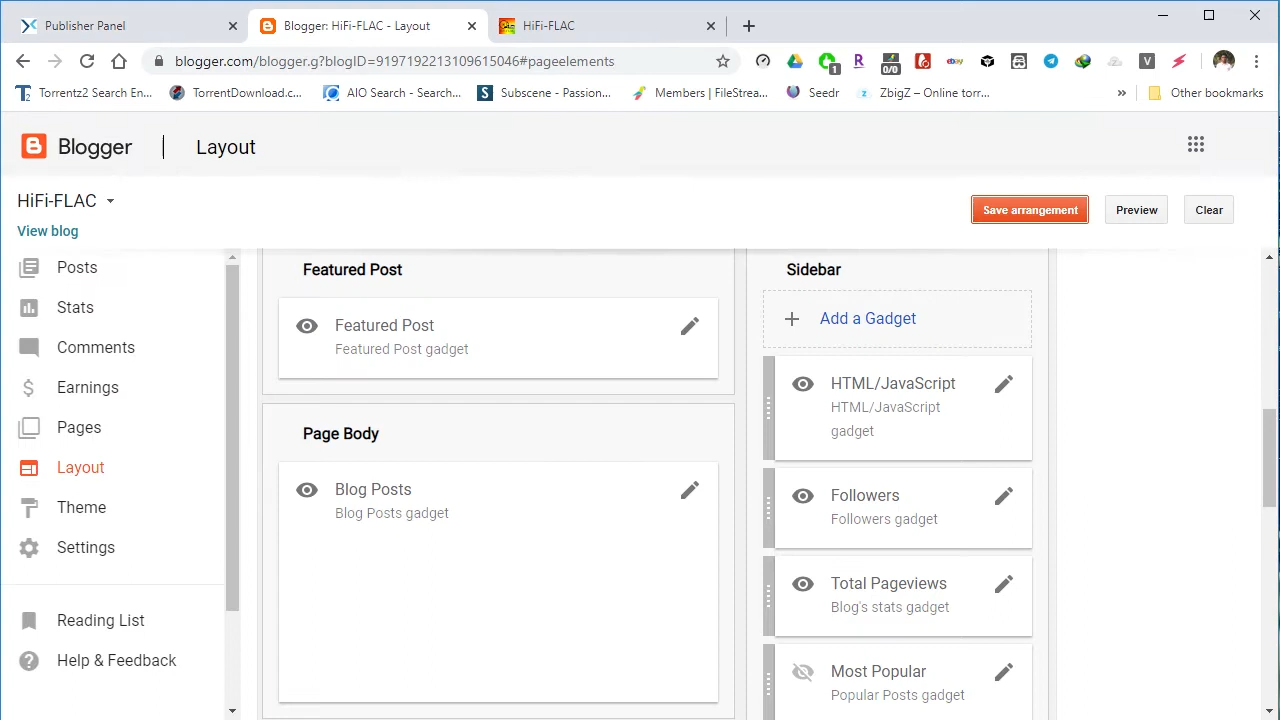 Publisher Panel
Blogger: HiFi-FLAC - Layout
HiFi-FLAC
blogger.com/blogger.g?blogID=9197192213109615046#pageelements
1
0/0
ebay
V
Torrentz2 Search En...
TorrentDownload.c...
AIO Search - Search...
Subscene - Passion...
Members | FileStrea...
Seedr
ZbigZ – Online torr...
»
Other bookmarks
Blogger
Layout
HiFi-FLAC
View blog
Save arrangement
Preview
Clear
Posts
Stats
Comments
Earnings
Pages
Layout
Theme
Settings
Reading List
Help & Feedback
Featured Post
Featured Post
Featured Post gadget
Page Body
Blog Posts
Blog Posts gadget
Sidebar
Add a Gadget
HTML/JavaScript
HTML/JavaScript
gadget
Followers
Followers gadget
Total Pageviews
Blog's stats gadget
Most Popular
Popular Posts gadget